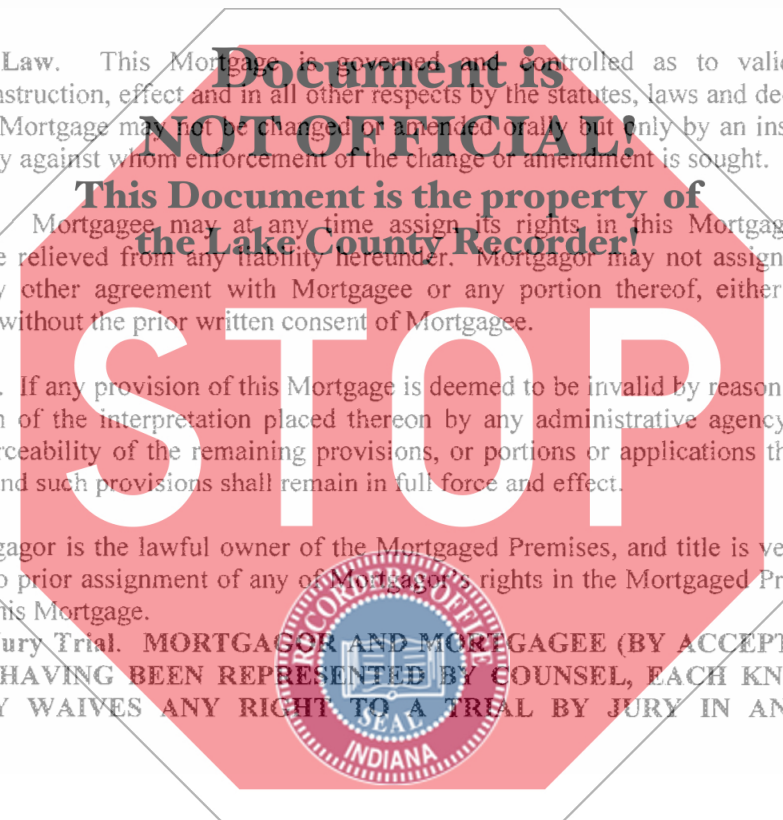 Law. This Mortgage is governed and controlled as to valid
Document is
nstruction, effect and in all other respects by the statutes, laws and dec
Mortgage may not be changed or amended orally but only by an ins
NOT OFFICIAL!
y against whom enforcement of the change or amendment is sought.
This Document is the property of
Mortgagee may at any time assign its rights in this Mortgag
the Lake County Recorder!
e relieved from any liability hereunder. Mortgagor may not assign
y other agreement with Mortgagee or any portion thereof, either
without the prior written consent of Mortgagee.
STOP
. If any provision of this Mortgage is deemed to be invalid by reason
n of the interpretation placed thereon by any administrative agency
rceability of the remaining provisions, or portions or applications th
nd such provisions shall remain in full force and effect.
gagor is the lawful owner of the Mortgaged Premises, and title is ve
o prior assignment of any of Mortgagor's rights in the Mortgaged Pr
his Mortgage.
RECORDER'S OFFICE
ury Trial. MORTGAGOR AND MORTGAGEE (BY ACCEPT
HAVING BEEN REPRESENTED BY COUNSEL, EACH KN
Y WAIVES ANY RIGHT TO A TRIAL BY JURY IN AN
SEAL
INDIANA